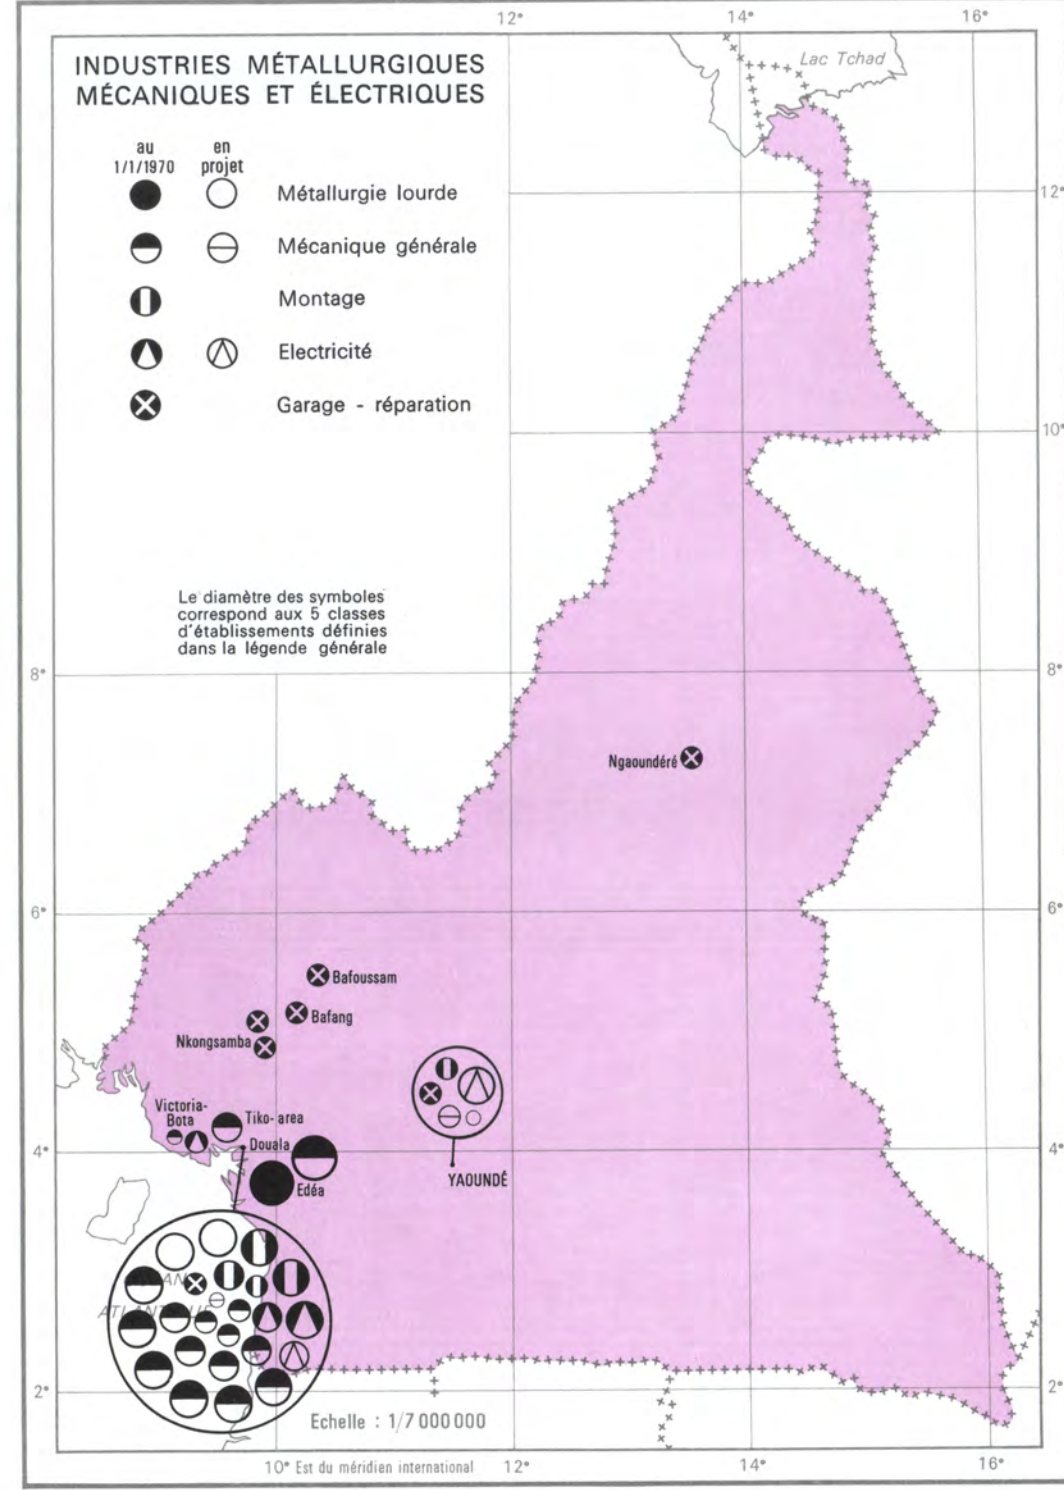 12° 14° 16°
Lac Tchad
INDUSTRIES MÉTALLURGIQUES
MÉCANIQUES ET ÉLECTRIQUES
au en
1/1/1970 projet
Métallurgie lourde
Mécanique générale
Montage
Electricité
Garage - réparation
12°
10°
Le diamètre des symboles
correspond aux 5 classes
d'établissements définies
dans la légende générale
8° 8°
Ngaoundéré
6° 6°
Bafoussam
Bafang
Nkongsamba
Victoria-
Bota
Tiko-area
Douala
4° 4°
Edéa
YAOUNDÉ
2° 2°
Echelle : 1/7 000 000
10° Est du méridien international 12° 14° 16°